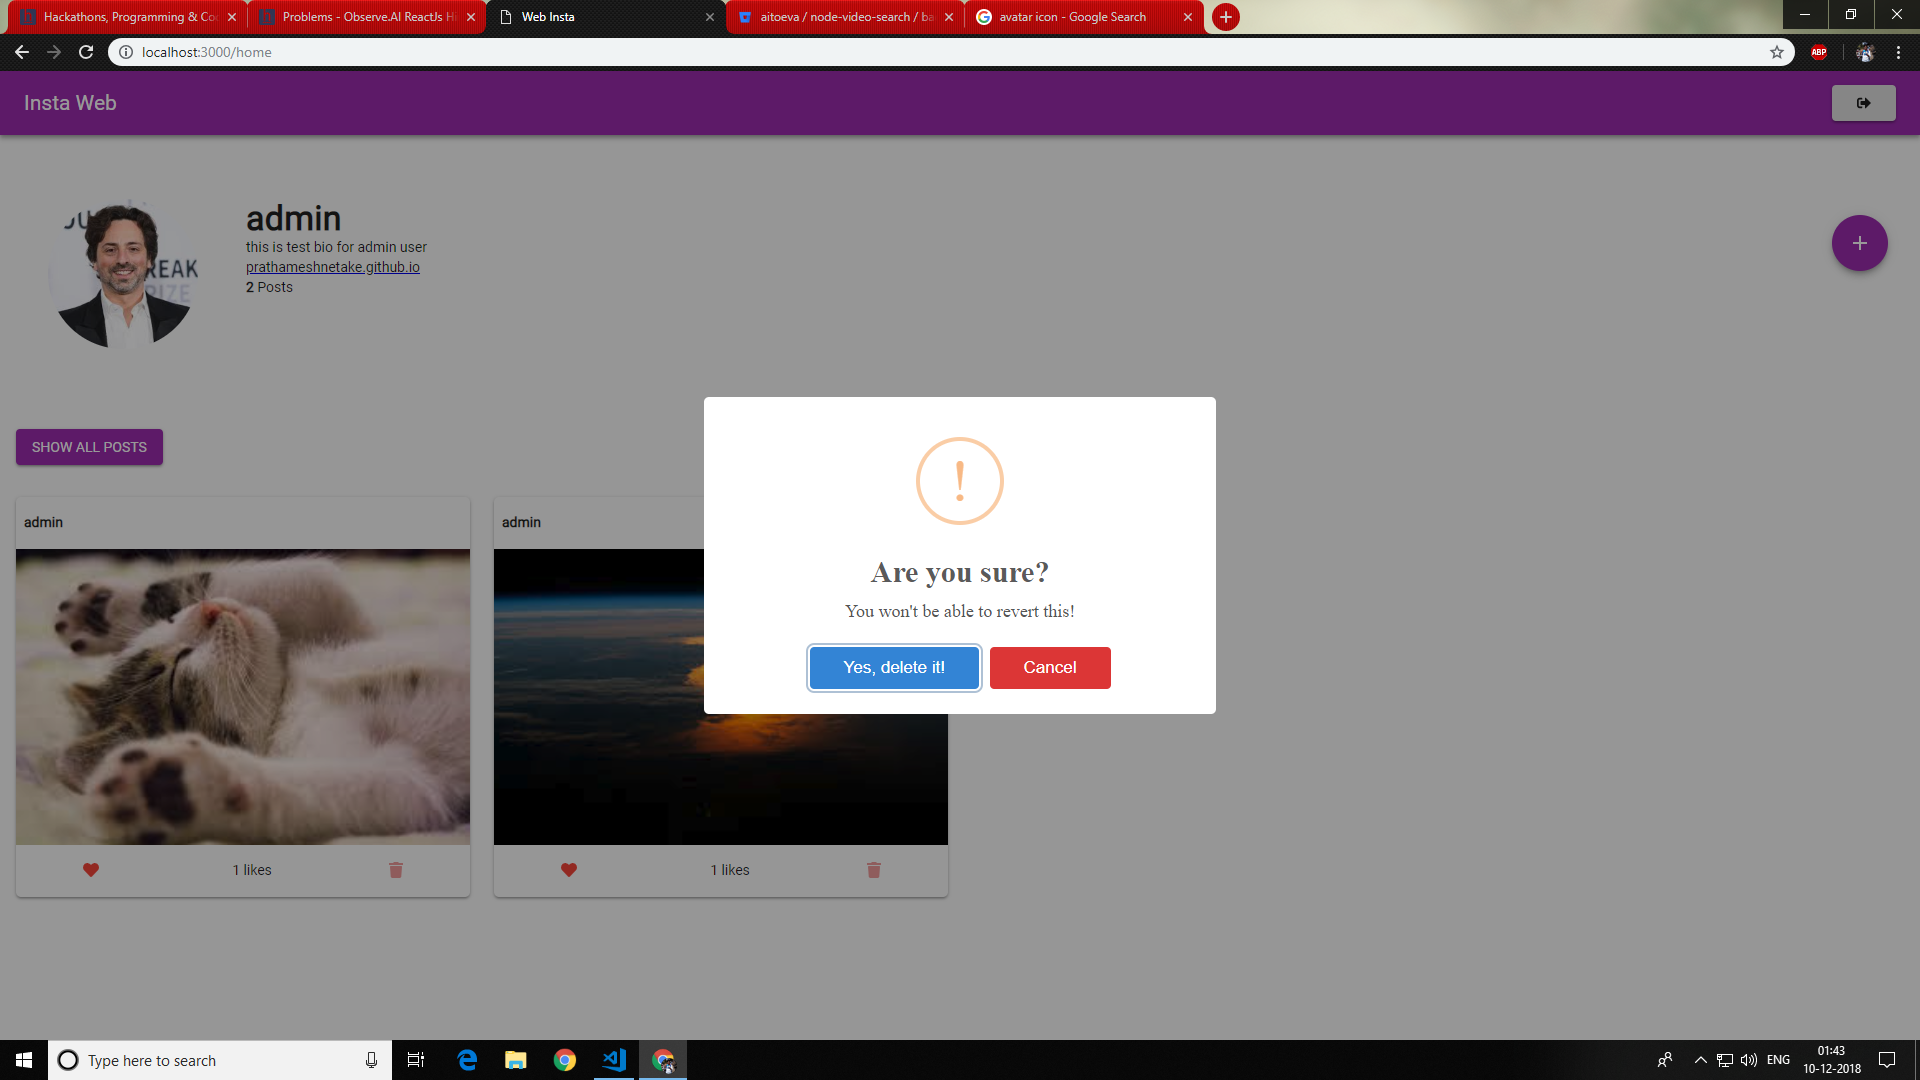 Hackathons, Programming & Co
Problems - Observe.AI ReactJs Hi
Web Insta
aitoeva / node-video-search / ba
avatar icon - Google Search
localhost:3000/home
ABP
Insta Web
admin
this is test bio for admin user
prathameshnetake.github.io
2 Posts
REAK
PRIZE
SHOW ALL POSTS
admin
admin
!
Are you sure?
You won't be able to revert this!
Yes, delete it!
Cancel
1 likes
1 likes
Type here to search
ENG
01:43
10-12-2018